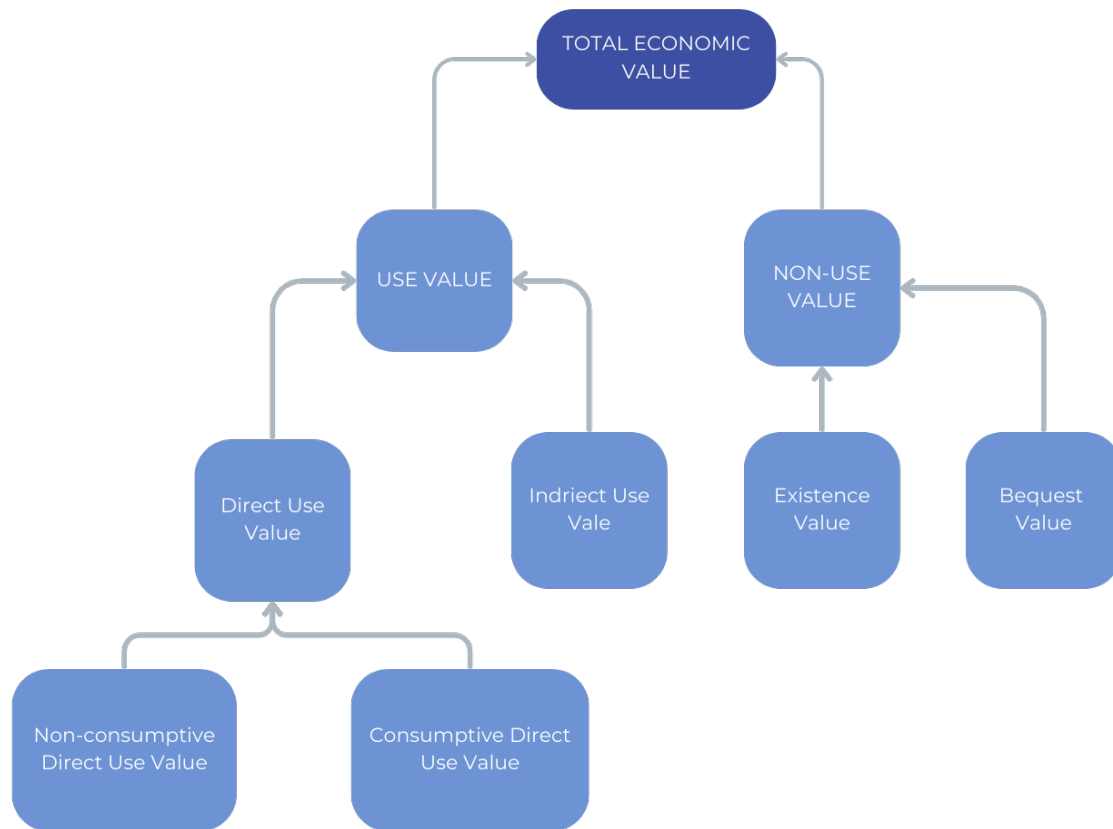 TOTAL ECONOMIC
VALUE
USE VALUE
NON-USE
VALUE
Direct Use
Value
Indriect Use
Vale
Existence
Value
Bequest
Value
Non-consumptive
Direct Use Value
Consumptive Direct
Use Value